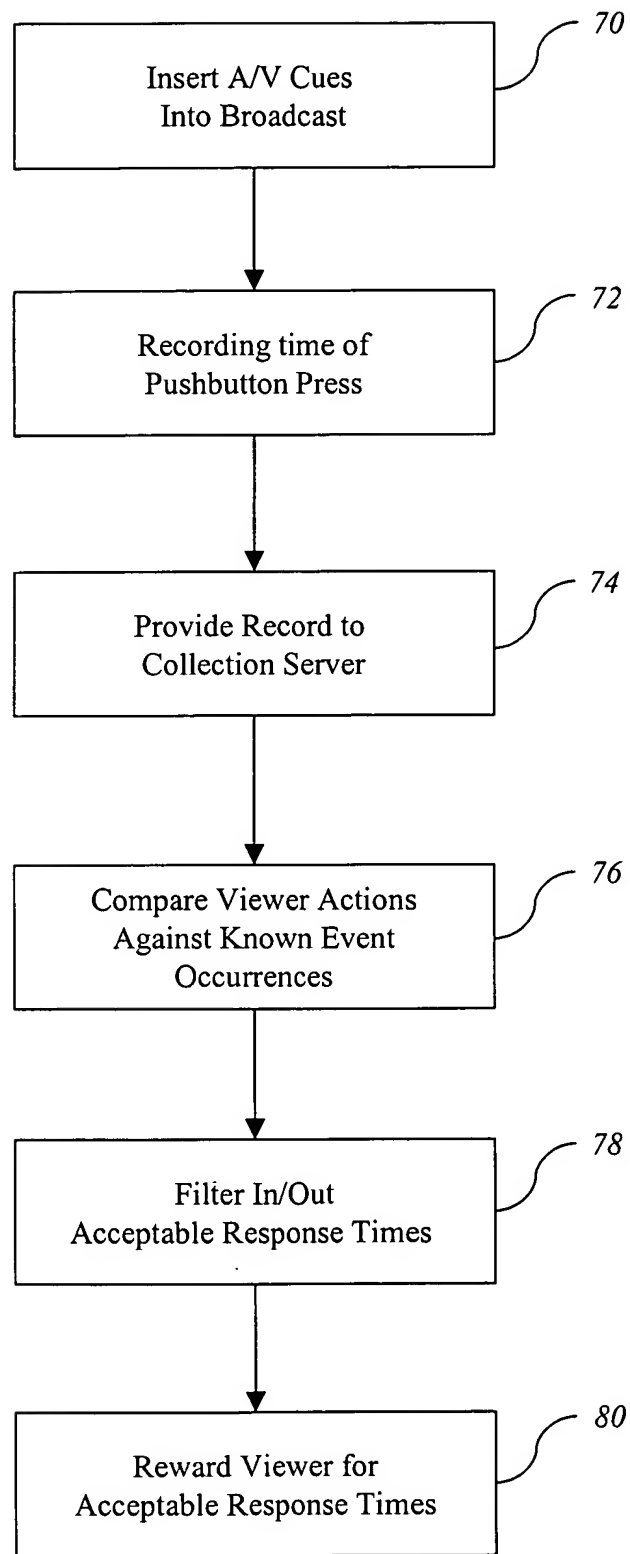 70
Insert A/V Cues
Into Broadcast
72
Recording time of
Pushbutton Press
74
Provide Record to
Collection Server
76
Compare Viewer Actions
Against Known Event
Occurrences
78
Filter In/Out
Acceptable Response Times
80
Reward Viewer for
Acceptable Response Times